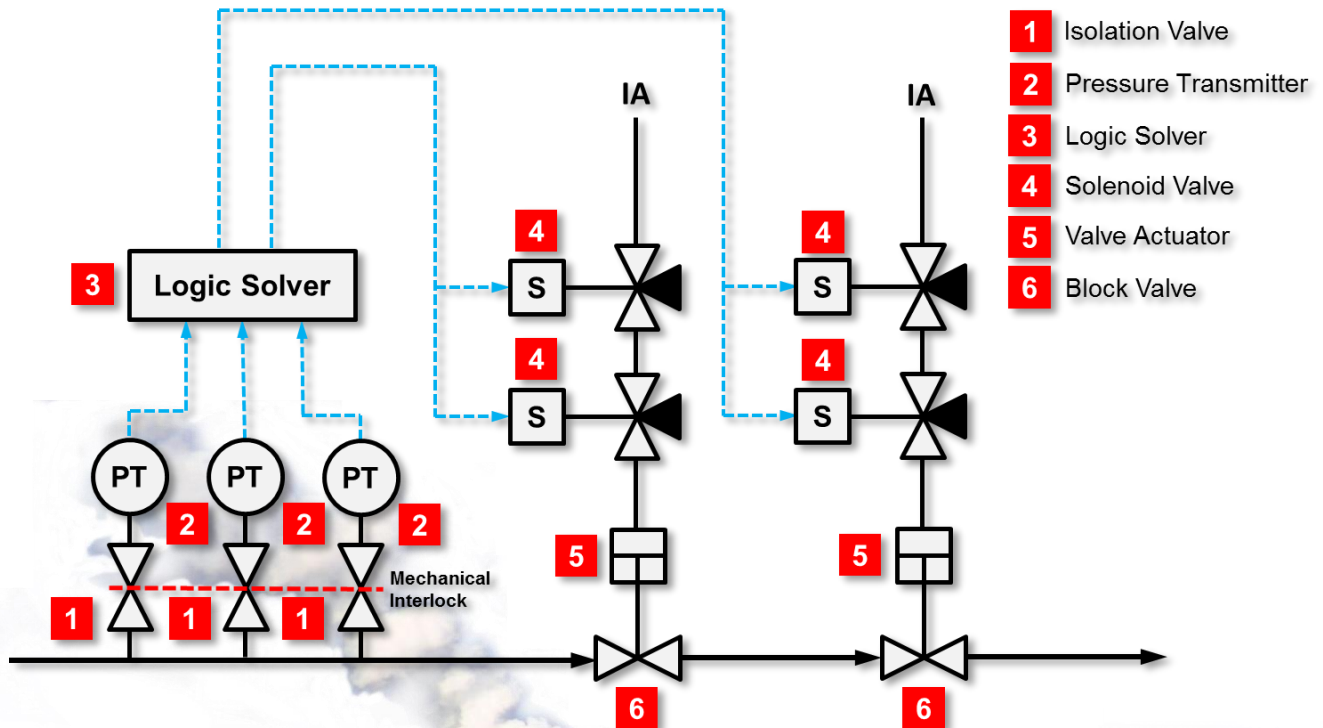 1 Isolation Valve
2 Pressure Transmitter
3 Logic Solver
4 Solenoid Valve
5 Valve Actuator
6 Block Valve
IA IA
4 4
3 Logic Solver S S
4 4
S S
PT PT PT
2 2 2
5 5
Mechanical
Interlock
1 1 1
6 6